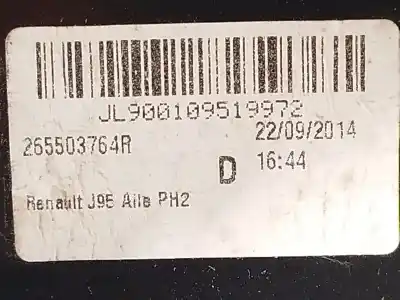 JL900109519972
265503764R
22/09/2014
D
16:44
Renault J95 Aile PH2